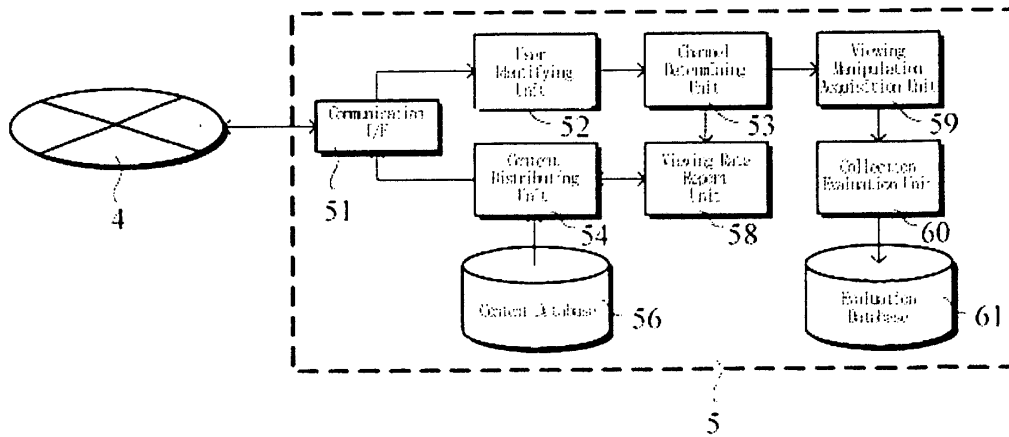 User
Identifying
Unit
52
Channel
Determining
Unit
53
Viewing
Manipulation
Acquisition Unit
59
Communication
I/F
51
4
Content
Distributing
Unit
54
Viewing Rate
Report
Unit
58
Collection
Evaluation Unit
60
Content Database
56
Evaluation
Database
61
5